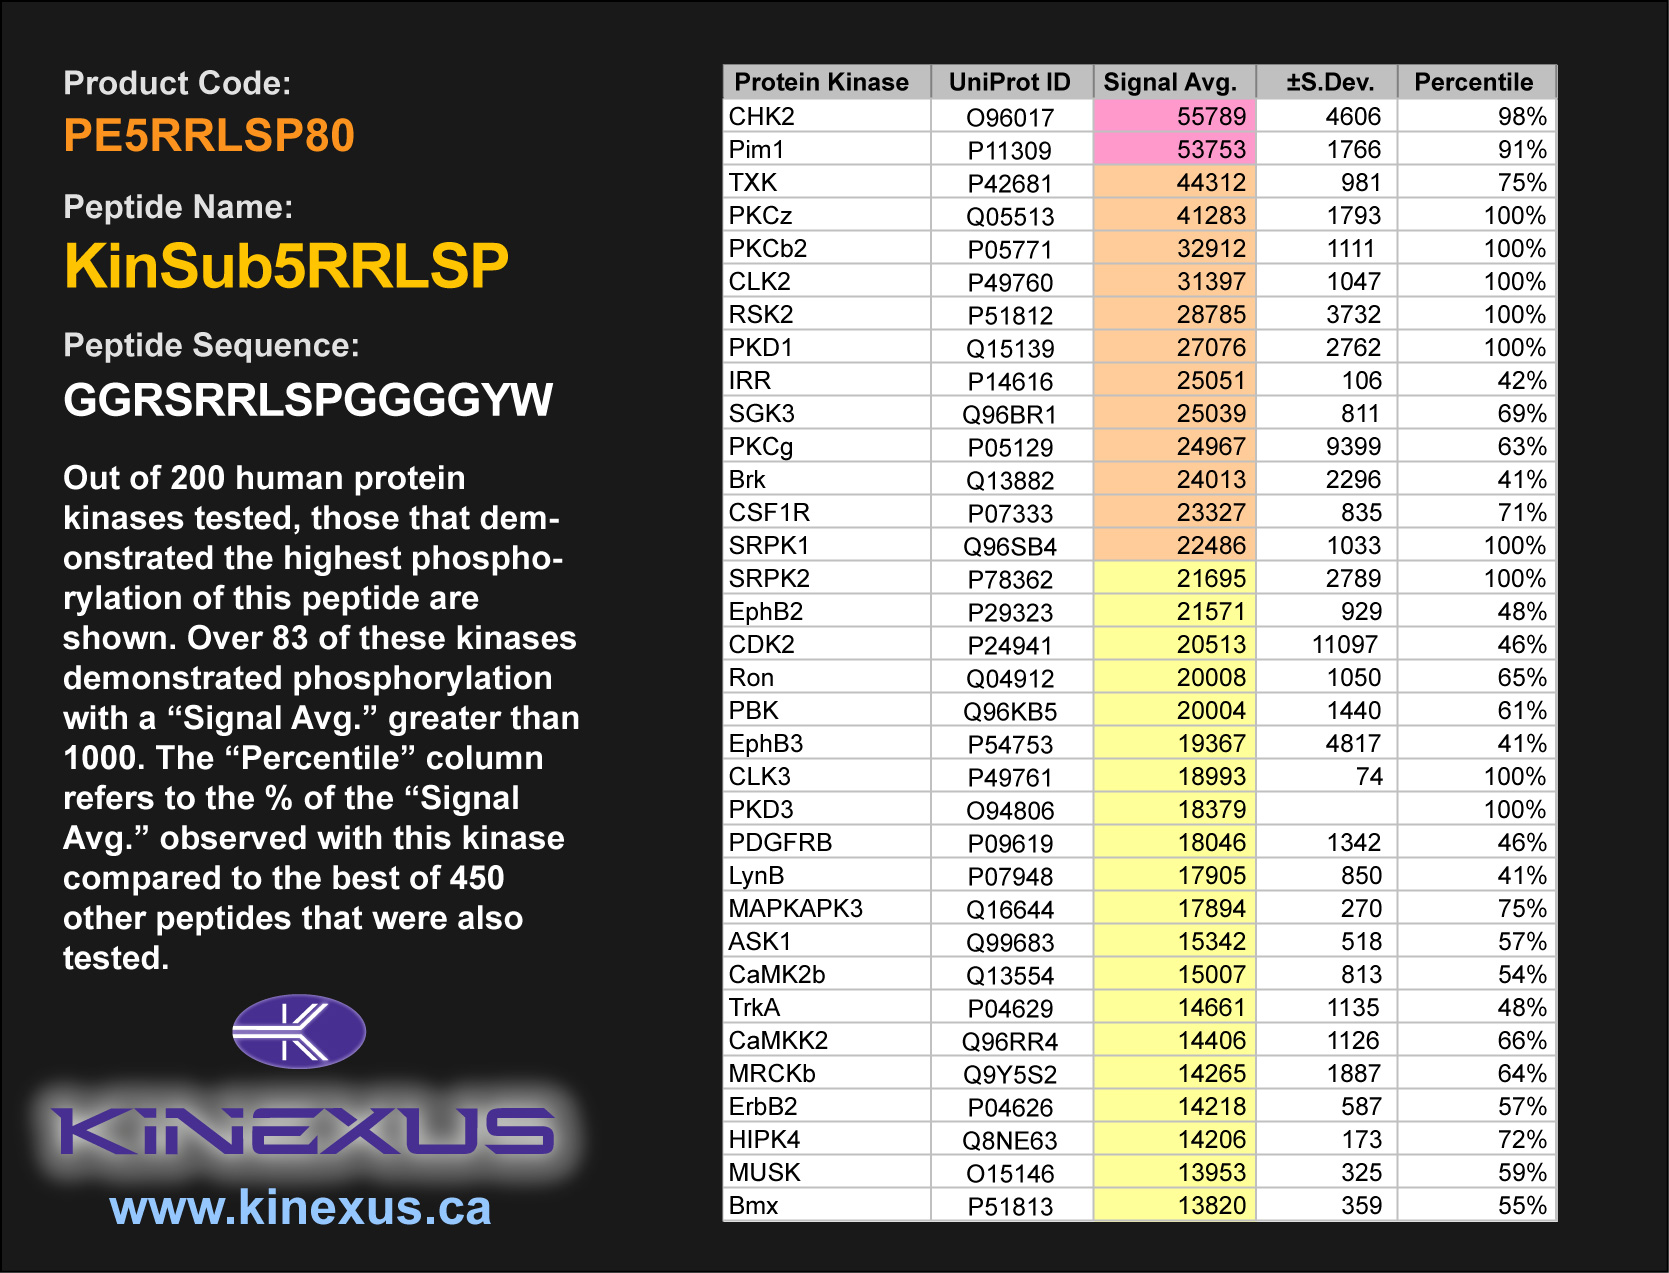 Product Code:
PE5RRLSP80
Peptide Name:
KinSub5RRLSP
Peptide Sequence:
GGRSRRLSPGGGGYW
Out of 200 human protein
kinases tested, those that dem-
onstrated the highest phospho-
rylation of this peptide are
shown. Over 83 of these kinases
demonstrated phosphorylation
with a “Signal Avg.” greater than
1000. The “Percentile” column
refers to the % of the “Signal
Avg.” observed with this kinase
compared to the best of 450
other peptides that were also
tested.
KINEXUS
www.kinexus.ca
Protein Kinase UniProt ID Signal Avg. ±S.Dev. Percentile
CHK2 O96017 55789 4606 98%
Pim1 P11309 53753 1766 91%
TXK P42681 44312 981 75%
PKCz Q05513 41283 1793 100%
PKCb2 P05771 32912 1111 100%
CLK2 P49760 31397 1047 100%
RSK2 P51812 28785 3732 100%
PKD1 Q15139 27076 2762 100%
IRR P14616 25051 106 42%
SGK3 Q96BR1 25039 811 69%
PKCg P05129 24967 9399 63%
Brk Q13882 24013 2296 41%
CSF1R P07333 23327 835 71%
SRPK1 Q96SB4 22486 1033 100%
SRPK2 P78362 21695 2789 100%
EphB2 P29323 21571 929 48%
CDK2 P24941 20513 11097 46%
Ron Q04912 20008 1050 65%
PBK Q96KB5 20004 1440 61%
EphB3 P54753 19367 4817 41%
CLK3 P49761 18993 74 100%
PKD3 O94806 18379 100%
PDGFRB P09619 18046 1342 46%
LynB P07948 17905 850 41%
MAPKAPK3 Q16644 17894 270 75%
ASK1 Q99683 15342 518 57%
CaMK2b Q13554 15007 813 54%
TrkA P04629 14661 1135 48%
CaMKK2 Q96RR4 14406 1126 66%
MRCKb Q9Y5S2 14265 1887 64%
ErbB2 P04626 14218 587 57%
HIPK4 Q8NE63 14206 173 72%
MUSK O15146 13953 325 59%
Bmx P51813 13820 359 55%